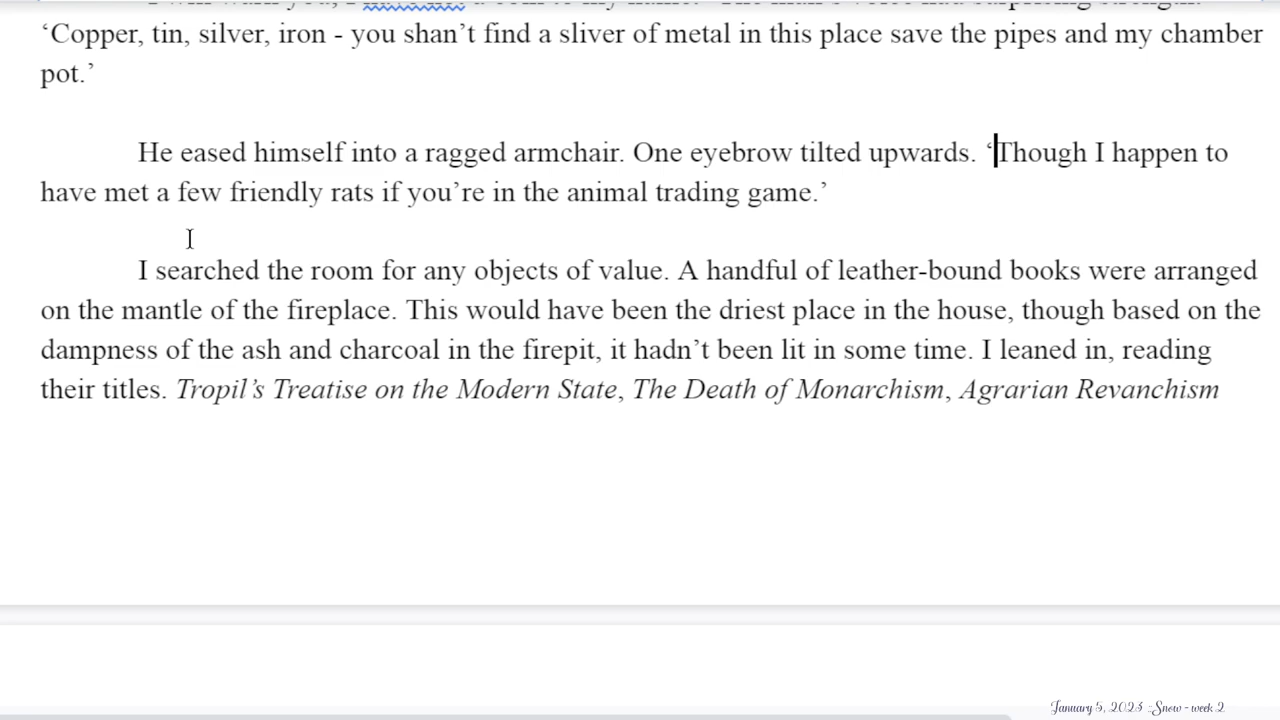 ‘Copper, tin, silver, iron - you shan’t find a sliver of metal in this place save the pipes and my chamber
pot.’
He eased himself into a ragged armchair. One eyebrow tilted upwards. ‘Though I happen to
have met a few friendly rats if you’re in the animal trading game.’
I searched the room for any objects of value. A handful of leather-bound books were arranged
on the mantle of the fireplace. This would have been the driest place in the house, though based on the
dampness of the ash and charcoal in the firepit, it hadn’t been lit in some time. I leaned in, reading
their titles. Tropil’s Treatise on the Modern State, The Death of Monarchism, Agrarian Revanchism
January 5, 2023 - Snow - week 2